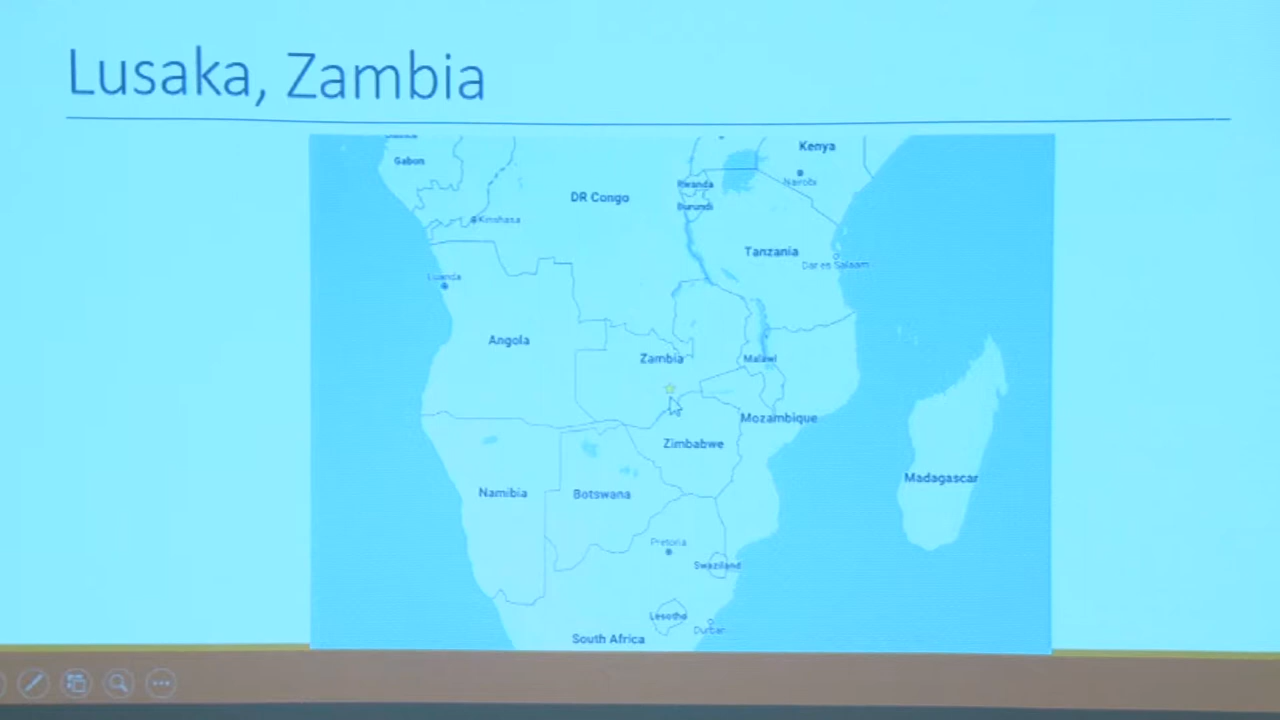 Lusaka, Zambia
Kenya
Gabon
Nairobi
Rwanda
DR Congo
Burundi
Kinshasa
Tanzania
Dar es Salaam
Luanda
Angola
Zambia
Malawi
Mozambique
Zimbabwe
Madagascar
Namibia
Botswana
Pretoria
Swaziland
Lesotho
Durban
South Africa